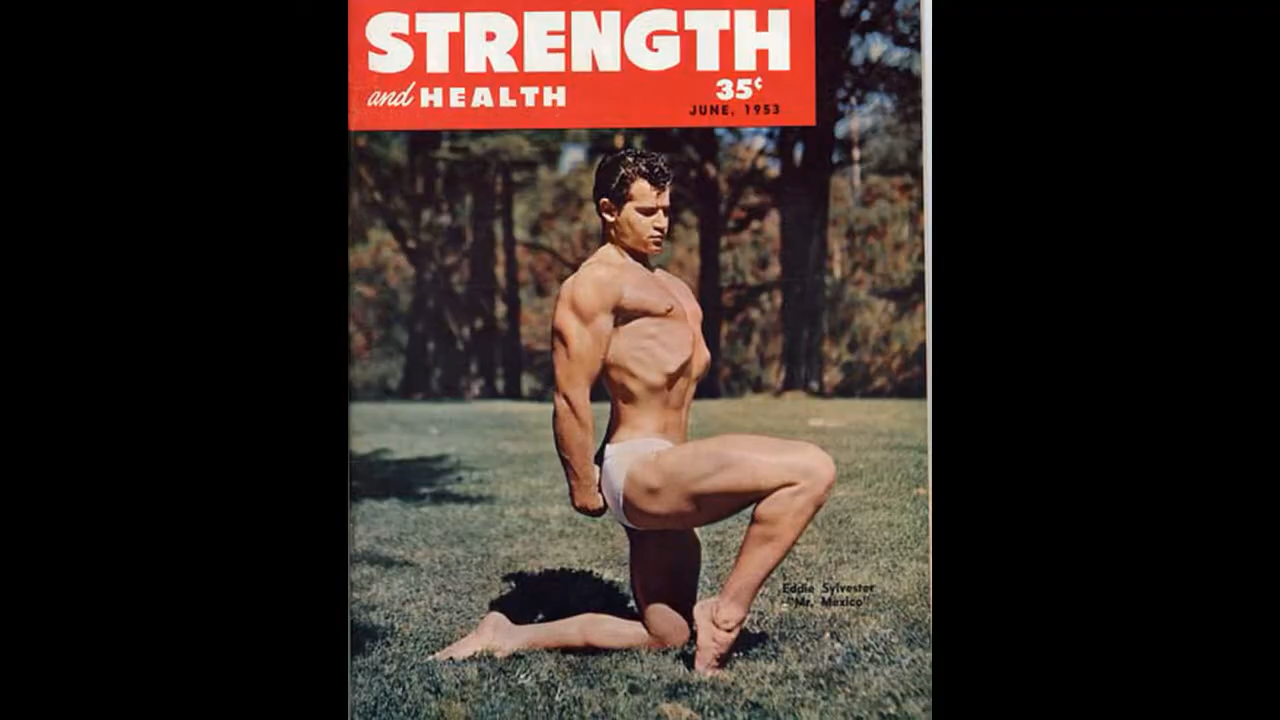 STRENGTH
and HEALTH
35¢
JUNE, 1953
Eddie Sylvester
"Mr. Mexico"